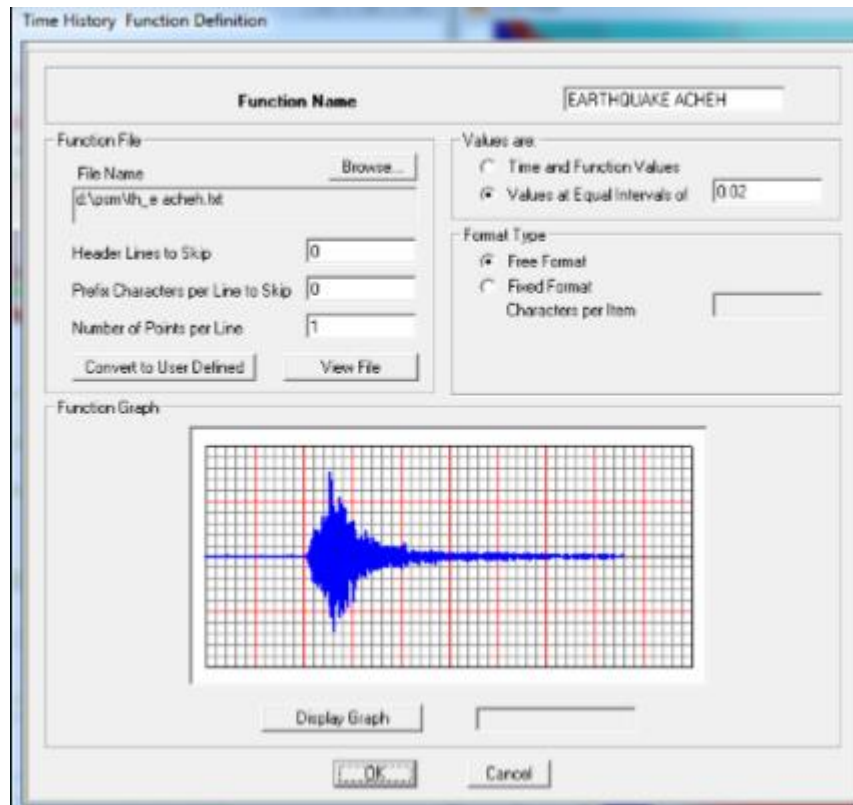 Time History Function Definition
Function Name
EARTHQUAKE ACHEH
Function File
File Name
Browse...
d:\psm\th_e acheh.txt
Header Lines to Skip
0
Prefix Characters per Line to Skip
0
Number of Points per Line
1
Convert to User Defined
View File
Values are:
Time and Function Values
Values at Equal Intervals of
0.02
Format Type
Free Format
Fixed Format
Characters per Item
Function Graph
Display Graph
OK
Cancel